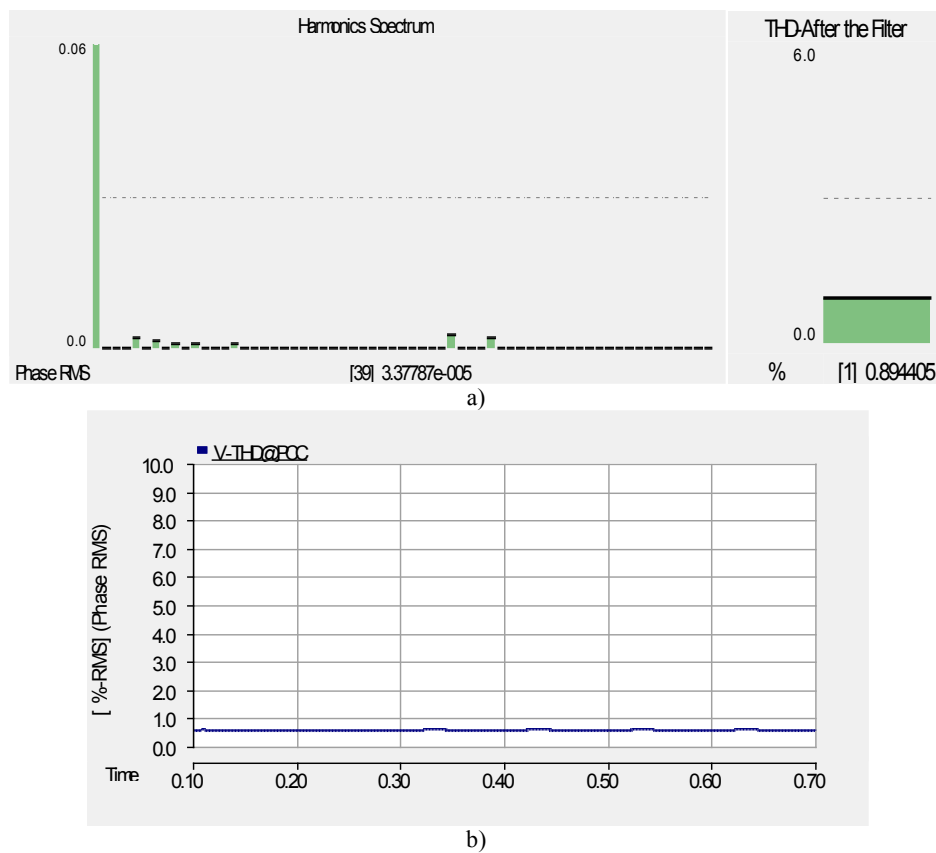 Harmonics Spectrum
THD-After the Filter
0.06
6.0
0.0
0.0
Phase RMS
[39] 3.37787e-005
%
[1] 0.894405
a)
V-THD@PCC
10.0
9.0
8.0
7.0
6.0
5.0
4.0
3.0
2.0
1.0
0.0
[ %-RMS] (Phase RMS)
Time
0.10
0.20
0.30
0.40
0.50
0.60
0.70
b)